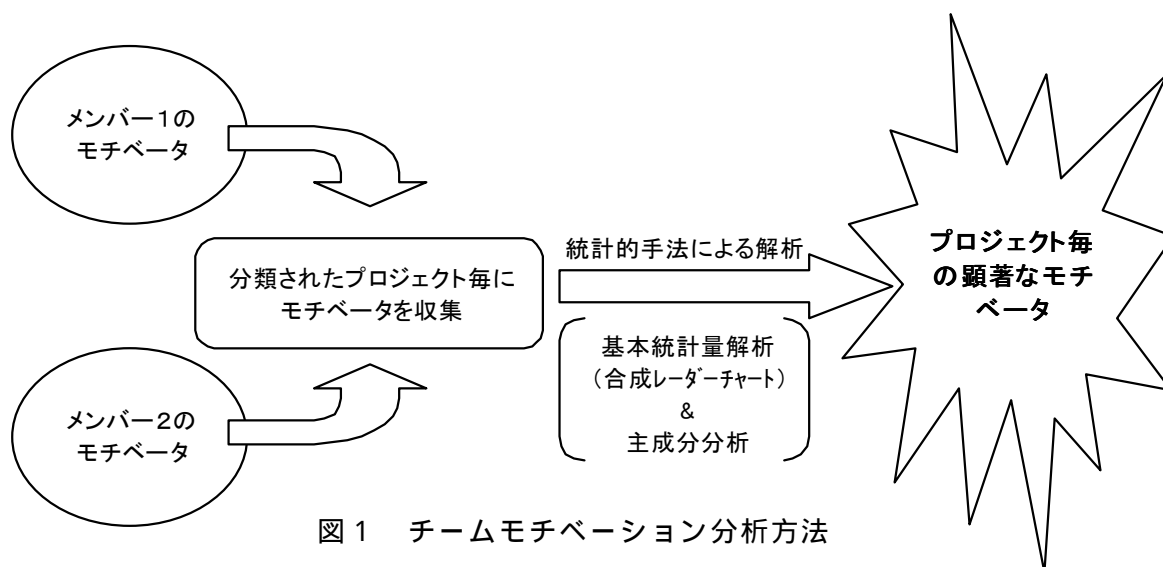 メンバー1の
モチベータ
分類されたプロジェクト毎に
モチベータを収集
メンバー2の
モチベータ
統計的手法による解析
基本統計量解析
（合成ﾚｰﾀﾞｰﾁｬｰﾄ）
&
主成分分析
プロジェクト毎
の顕著なモチ
ベータ
図1 チームモチベーション分析方法